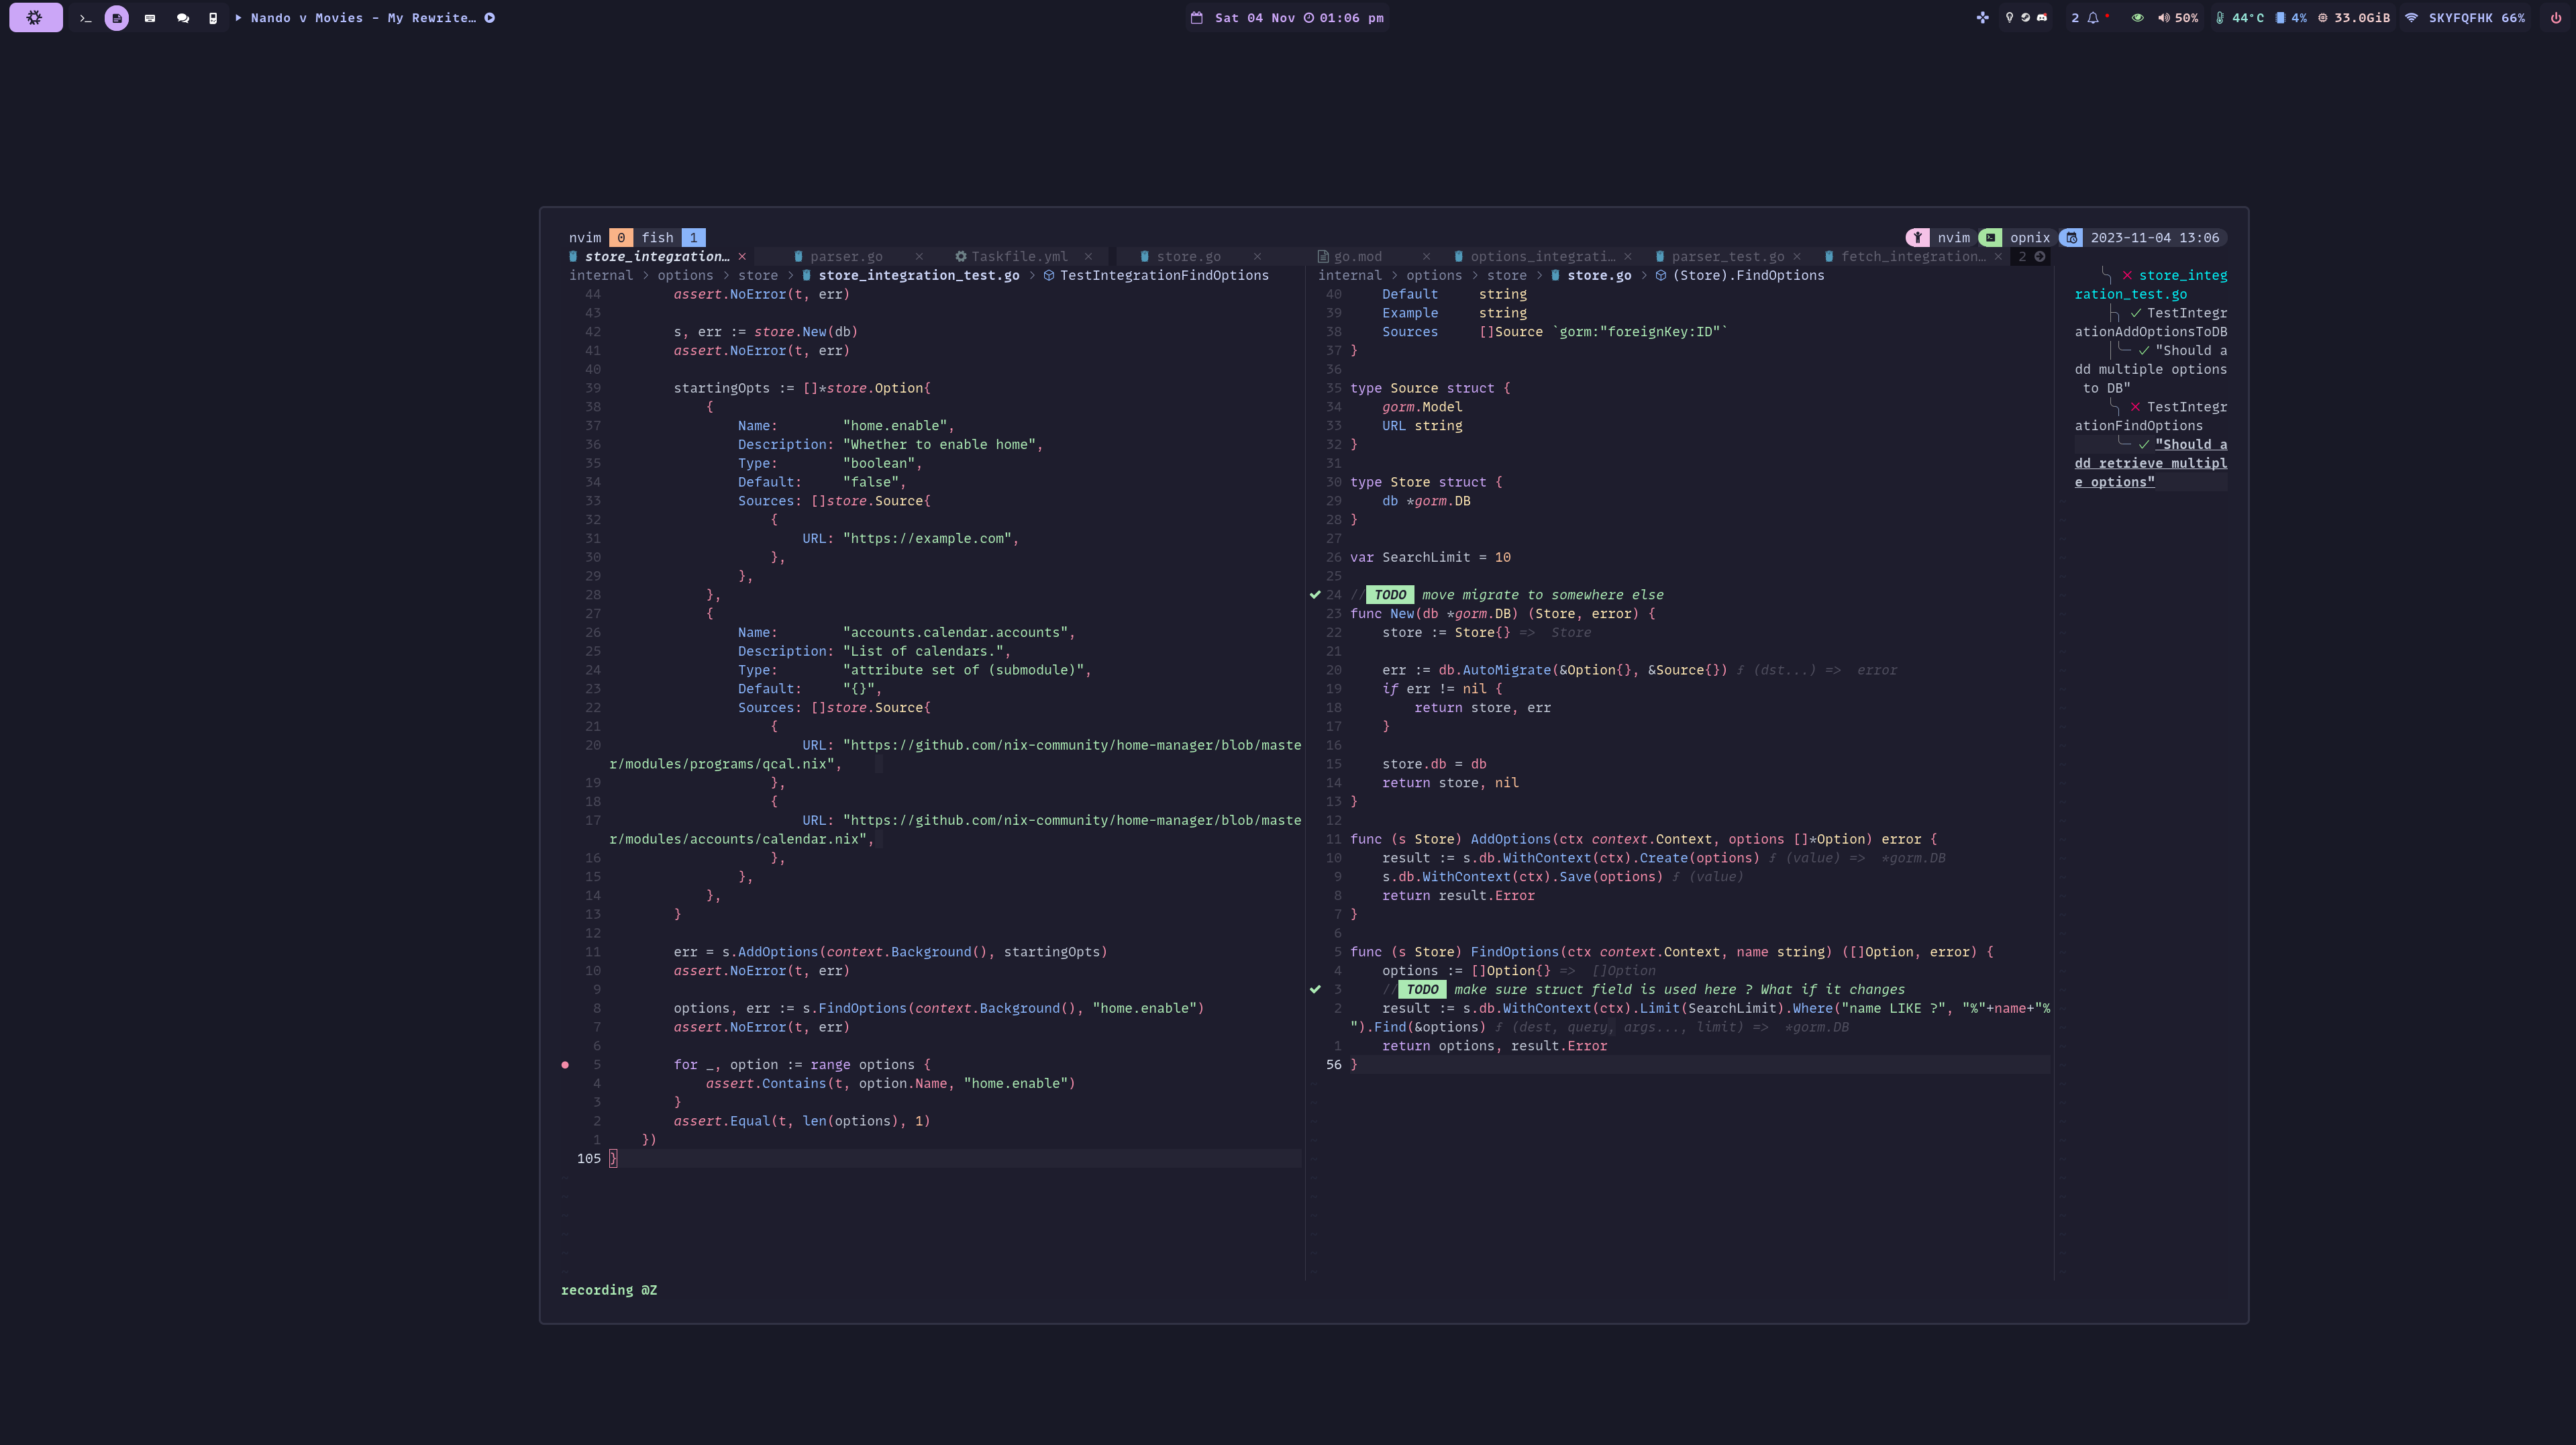 Nando v Movies - My Rewrite…
Sat 04 Nov 01:06 pm
2 50% 44°C 4% 33.0GiB SKYFQFHK 66%
nvim 0 fish 1
nvim opnix 2023-11-04 13:06
store_integration… × parser.go × Taskfile.yml × store.go × go.mod × options_integrati… × parser_test.go × fetch_integration… × 2
internal > options > store > store_integration_test.go > TestIntegrationFindOptions
44 assert.NoError(t, err)
43
42 s, err := store.New(db)
41 assert.NoError(t, err)
40
39 startingOpts := []*store.Option{
38 {
37 Name: "home.enable",
36 Description: "Whether to enable home",
35 Type: "boolean",
34 Default: "false",
33 Sources: []store.Source{
32 {
31 URL: "https://example.com",
30 },
29 },
28 },
27 {
26 Name: "accounts.calendar.accounts",
25 Description: "List of calendars.",
24 Type: "attribute set of (submodule)",
23 Default: "{}",
22 Sources: []store.Source{
21 {
20 URL: "https://github.com/nix-community/home-manager/blob/maste
r/modules/programs/qcal.nix",
19 },
18 {
17 URL: "https://github.com/nix-community/home-manager/blob/maste
r/modules/accounts/calendar.nix",
16 },
15 },
14 },
13 }
12
11 err = s.AddOptions(context.Background(), startingOpts)
10 assert.NoError(t, err)
9
8 options, err := s.FindOptions(context.Background(), "home.enable")
7 assert.NoError(t, err)
6
5 for _, option := range options {
4 assert.Contains(t, option.Name, "home.enable")
3 }
2 assert.Equal(t, len(options), 1)
1 })
105 }
internal > options > store > store.go > (Store).FindOptions
40 Default string
39 Example string
38 Sources []Source `gorm:"foreignKey:ID"`
37 }
36
35 type Source struct {
34 gorm.Model
33 URL string
32 }
31
30 type Store struct {
29 db *gorm.DB
28 }
27
26 var SearchLimit = 10
25
24 // TODO move migrate to somewhere else
23 func New(db *gorm.DB) (Store, error) {
22 store := Store{} => Store
21
20 err := db.AutoMigrate(&Option{}, &Source{}) ƒ (dst...) => error
19 if err != nil {
18 return store, err
17 }
16
15 store.db = db
14 return store, nil
13 }
12
11 func (s Store) AddOptions(ctx context.Context, options []*Option) error {
10 result := s.db.WithContext(ctx).Create(options) ƒ (value) => *gorm.DB
9 s.db.WithContext(ctx).Save(options) ƒ (value)
8 return result.Error
7 }
6
5 func (s Store) FindOptions(ctx context.Context, name string) ([]Option, error) {
4 options := []Option{} => []Option
3 // TODO make sure struct field is used here ? What if it changes
2 result := s.db.WithContext(ctx).Limit(SearchLimit).Where("name LIKE ?", "%"+name+"%
").Find(&options) ƒ (dest, query, args..., limit) => *gorm.DB
1 return options, result.Error
56 }
store_integ
ration_test.go
TestIntegr
ationAddOptionsToDB
"Should a
dd multiple options
to DB"
TestIntegr
ationFindOptions
"Should a
dd retrieve multipl
e options"
recording @Z